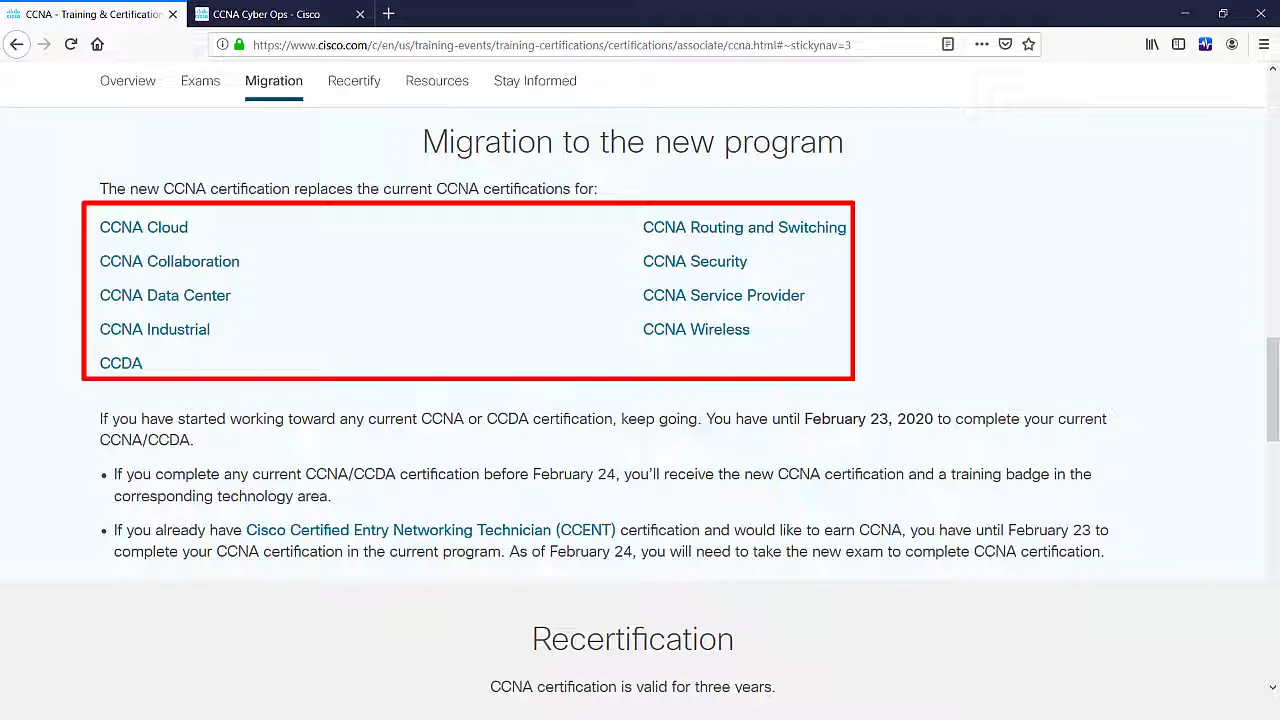 CCNA - Training & Certification
CCNA Cyber Ops - Cisco
https://www.cisco.com/c/en/us/training-events/training-certifications/certifications/associate/ccna.html#~stickynav=3
Overview Exams Migration Recertify Resources Stay Informed
Migration to the new program
The new CCNA certification replaces the current CCNA certifications for:
CCNA Cloud
CCNA Collaboration
CCNA Data Center
CCNA Industrial
CCDA
CCNA Routing and Switching
CCNA Security
CCNA Service Provider
CCNA Wireless
If you have started working toward any current CCNA or CCDA certification, keep going. You have until February 23, 2020 to complete your current
CCNA/CCDA.
• If you complete any current CCNA/CCDA certification before February 24, you'll receive the new CCNA certification and a training badge in the
corresponding technology area.
• If you already have Cisco Certified Entry Networking Technician (CCENT) certification and would like to earn CCNA, you have until February 23 to
complete your CCNA certification in the current program. As of February 24, you will need to take the new exam to complete CCNA certification.
Recertification
CCNA certification is valid for three years.